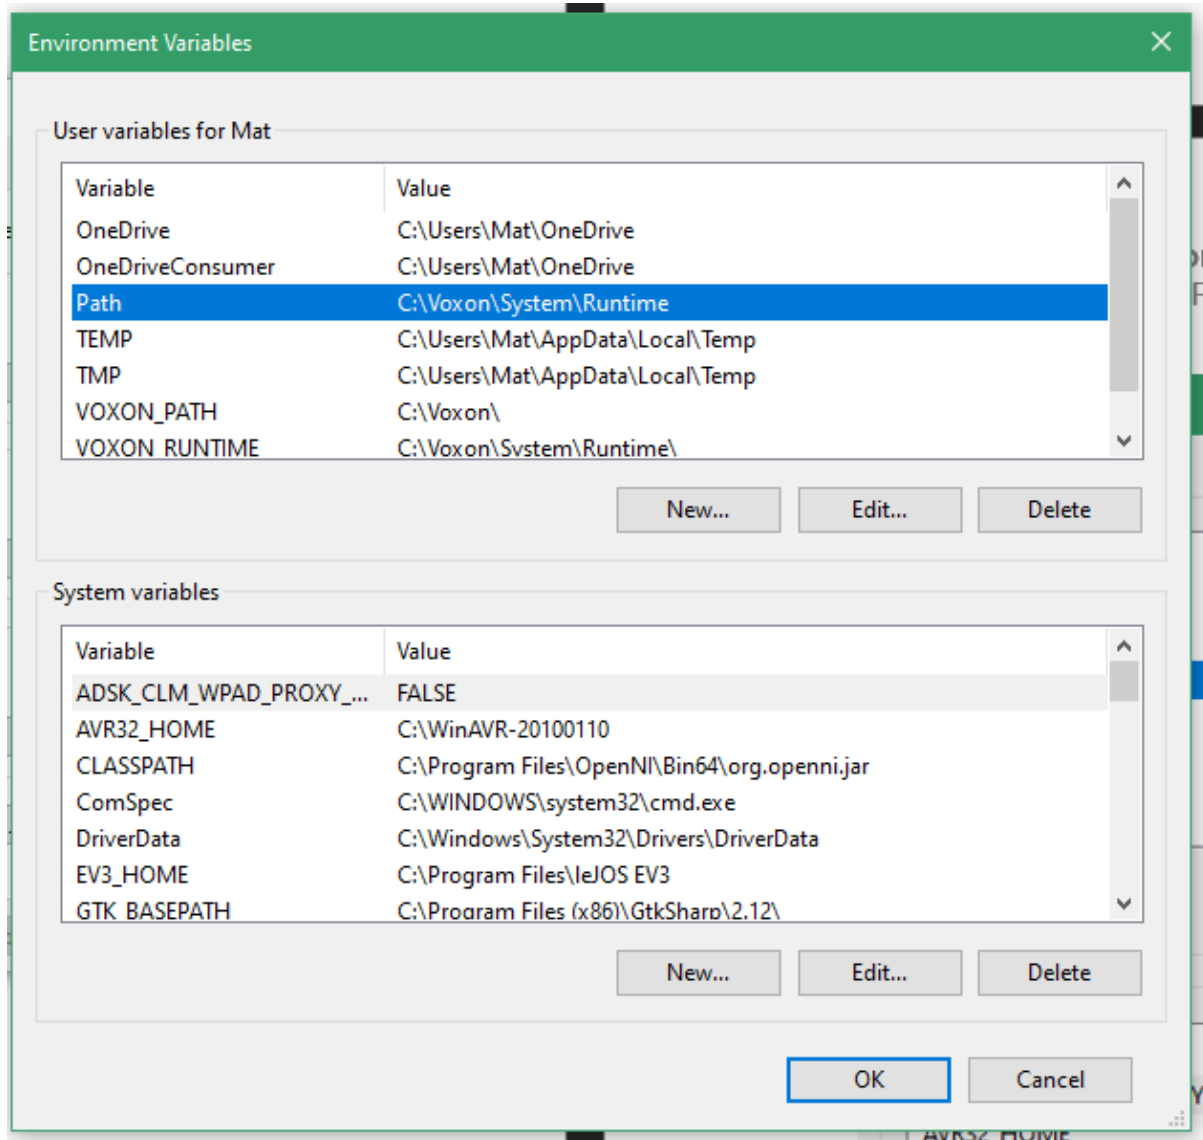 Environment Variables
User variables for Mat
Variable Value
OneDrive C:\Users\Mat\OneDrive
OneDriveConsumer C:\Users\Mat\OneDrive
Path C:\Voxon\System\Runtime
TEMP C:\Users\Mat\AppData\Local\Temp
TMP C:\Users\Mat\AppData\Local\Temp
VOXON_PATH C:\Voxon\
VOXON_RUNTIME C:\Voxon\System\Runtime\
New... Edit... Delete
System variables
Variable Value
ADSK_CLM_WPAD_PROXY_... FALSE
AVR32_HOME C:\WinAVR-20100110
CLASSPATH C:\Program Files\OpenNI\Bin64\org.openni.jar
ComSpec C:\WINDOWS\system32\cmd.exe
DriverData C:\Windows\System32\Drivers\DriverData
EV3_HOME C:\Program Files\leJOS EV3
GTK_BASEPATH C:\Program Files (x86)\GtkSharp\2.12\
New... Edit... Delete
OK Cancel
AVR32_HOME